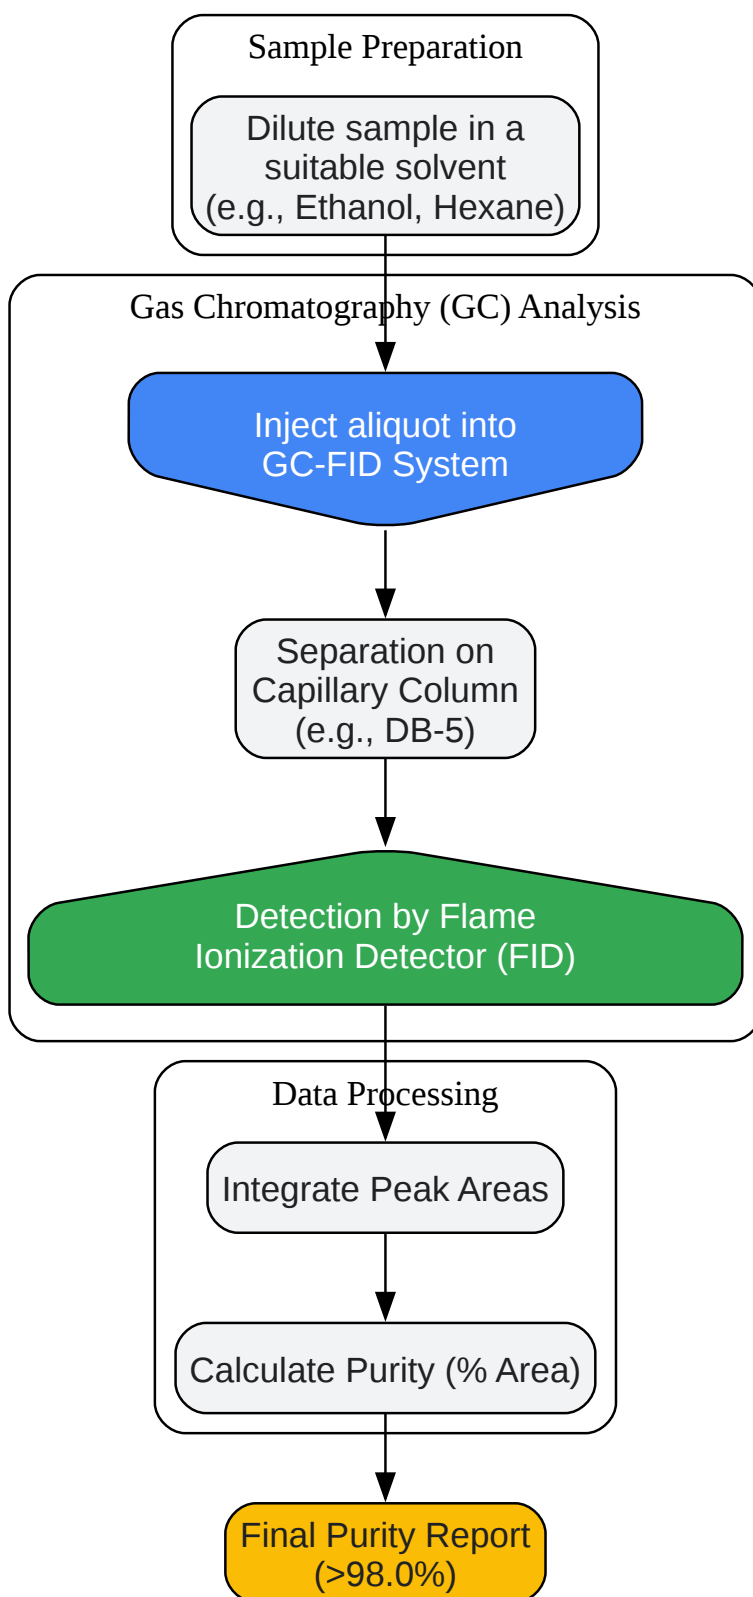 Sample Preparation
Dilute sample in a
suitable solvent
(e.g., Ethanol, Hexane)
Gas Chromatography (GC) Analysis
Inject aliquot into
GC-FID System
Separation on
Capillary Column
(e.g., DB-5)
Detection by Flame
Ionization Detector (FID)
Data Processing
Integrate Peak Areas
Calculate Purity (% Area)
Final Purity Report
(>98.0%)